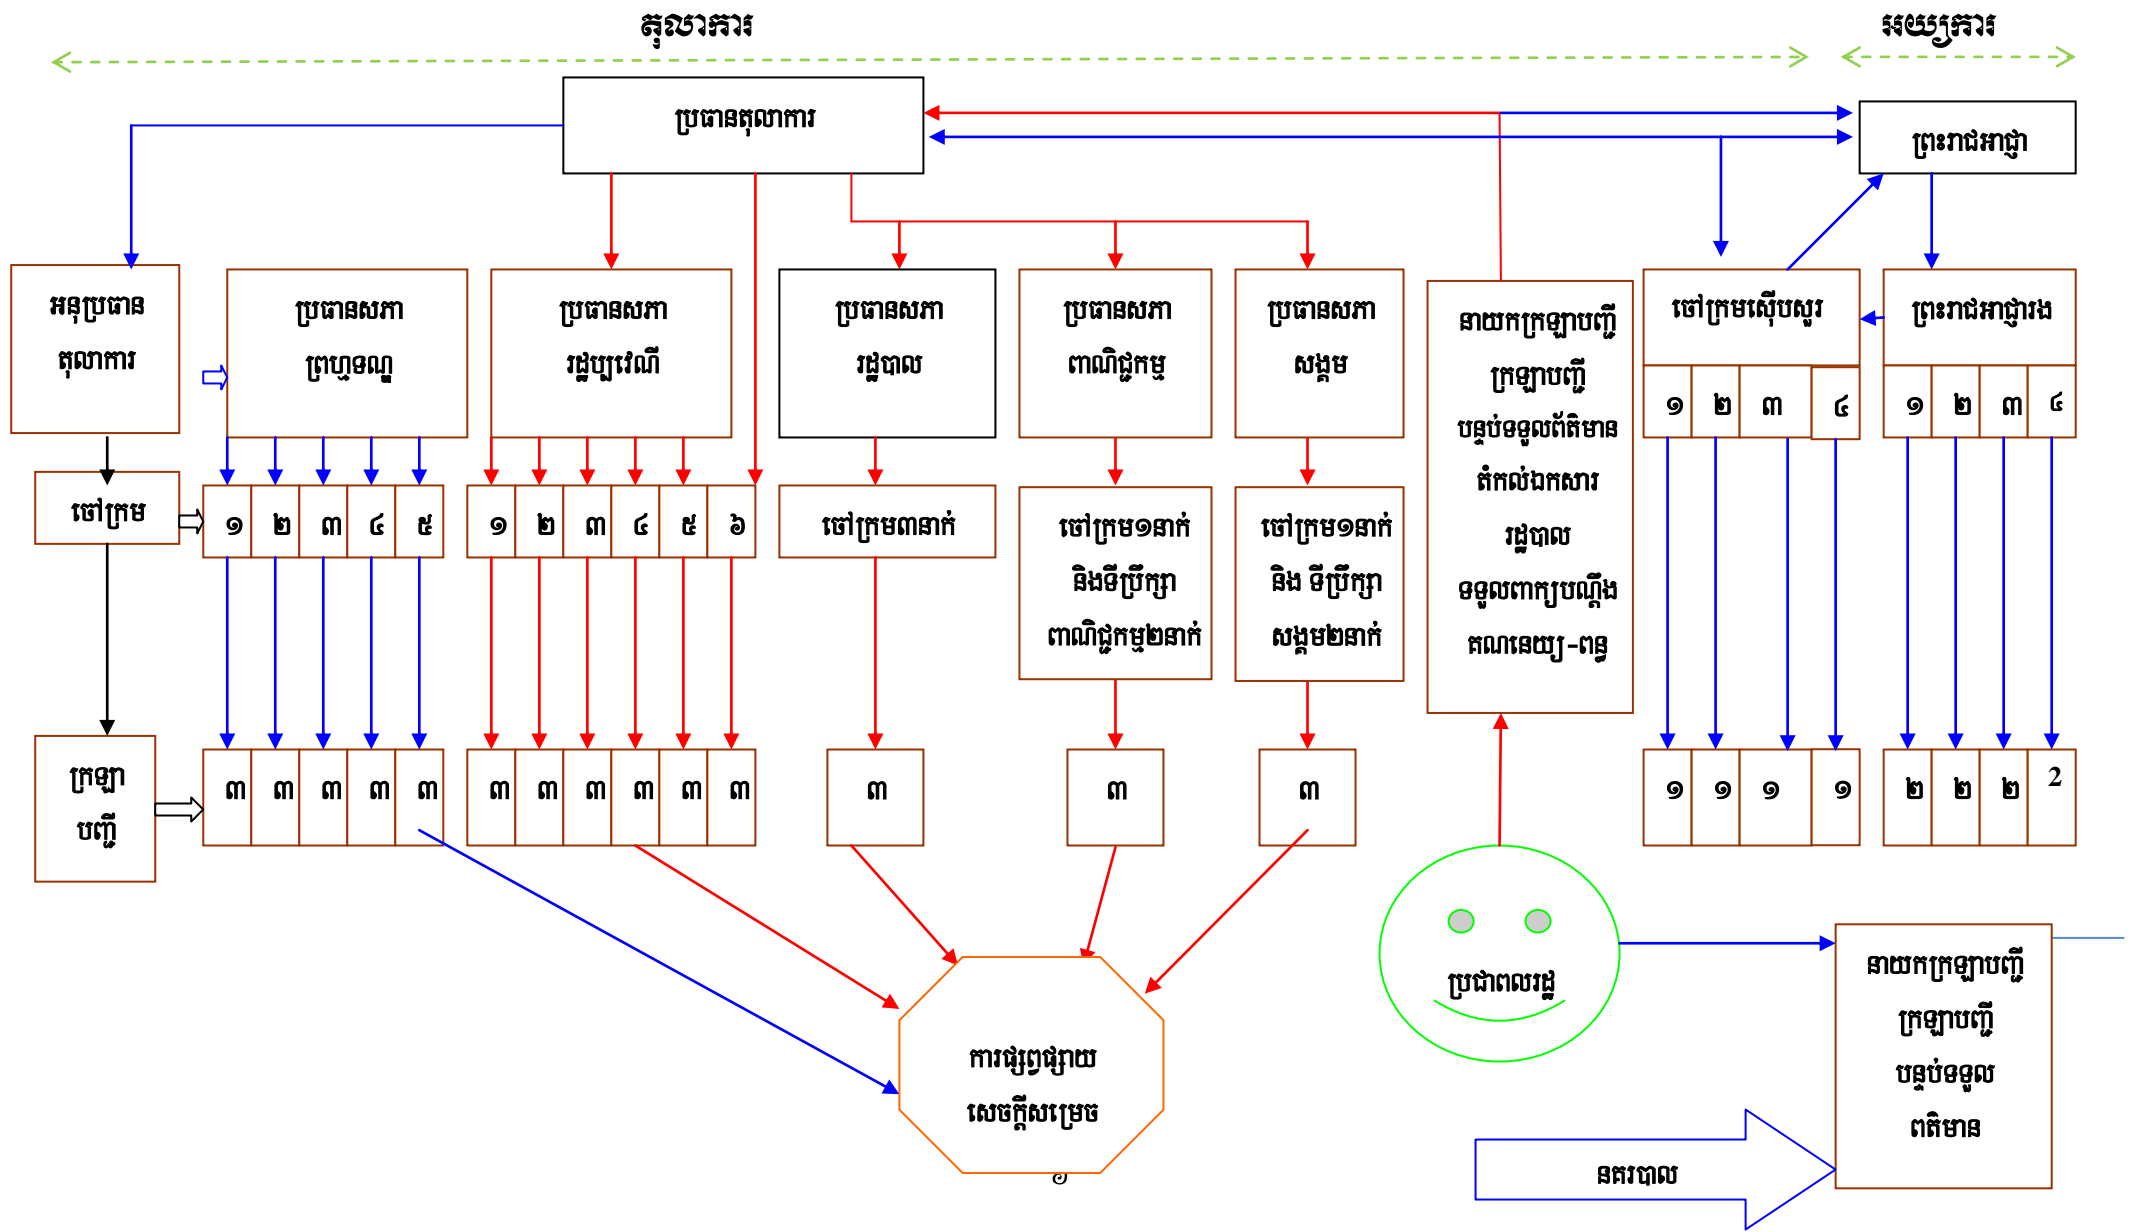 តុលាការ
អយ្យការ
ប្រធានតុលាការ
ព្រះរាជអាជ្ញា
អនុប្រធាន
តុលាការ
ប្រធានសភា
ព្រហ្មទណ្ឌ
ប្រធានសភា
រដ្ឋប្បវេណី
ប្រធានសភា
រដ្ឋបាល
ប្រធានសភា
ពាណិជ្ជកម្ម
ប្រធានសភា
សង្គម
នាយកក្រឡាបញ្ជី
ក្រឡាបញ្ជី
បន្ទប់ទទួលព័ត៌មាន
តំកល់ឯកសារ
រដ្ឋបាល
ទទួលពាក្យបណ្តឹង
គណនេយ្យ-ពន្ធ
ចៅក្រមស៊ើបសួរ
១ ២ ៣ ៤
ព្រះរាជអាជ្ញារង
១ ២ ៣ ៤
ចៅក្រម
១ ២ ៣ ៤ ៥
១ ២ ៣ ៤ ៥ ៦
ចៅក្រម៣នាក់
ចៅក្រម១នាក់
និងទីប្រឹក្សា
ពាណិជ្ជកម្ម២នាក់
ចៅក្រម១នាក់
និង ទីប្រឹក្សា
សង្គម២នាក់
ក្រឡា
បញ្ជី
៣ ៣ ៣ ៣ ៣
៣ ៣ ៣ ៣ ៣ ៣
៣
៣
៣
១ ១ ១ ១
២ ២ ២ 2
ប្រជាពលរដ្ឋ
នាយកក្រឡាបញ្ជី
ក្រឡាបញ្ជី
បន្ទប់ទទួល
ពត៌មាន
ការផ្សព្វផ្សាយ
សេចក្តីសម្រេច
នគរបាល